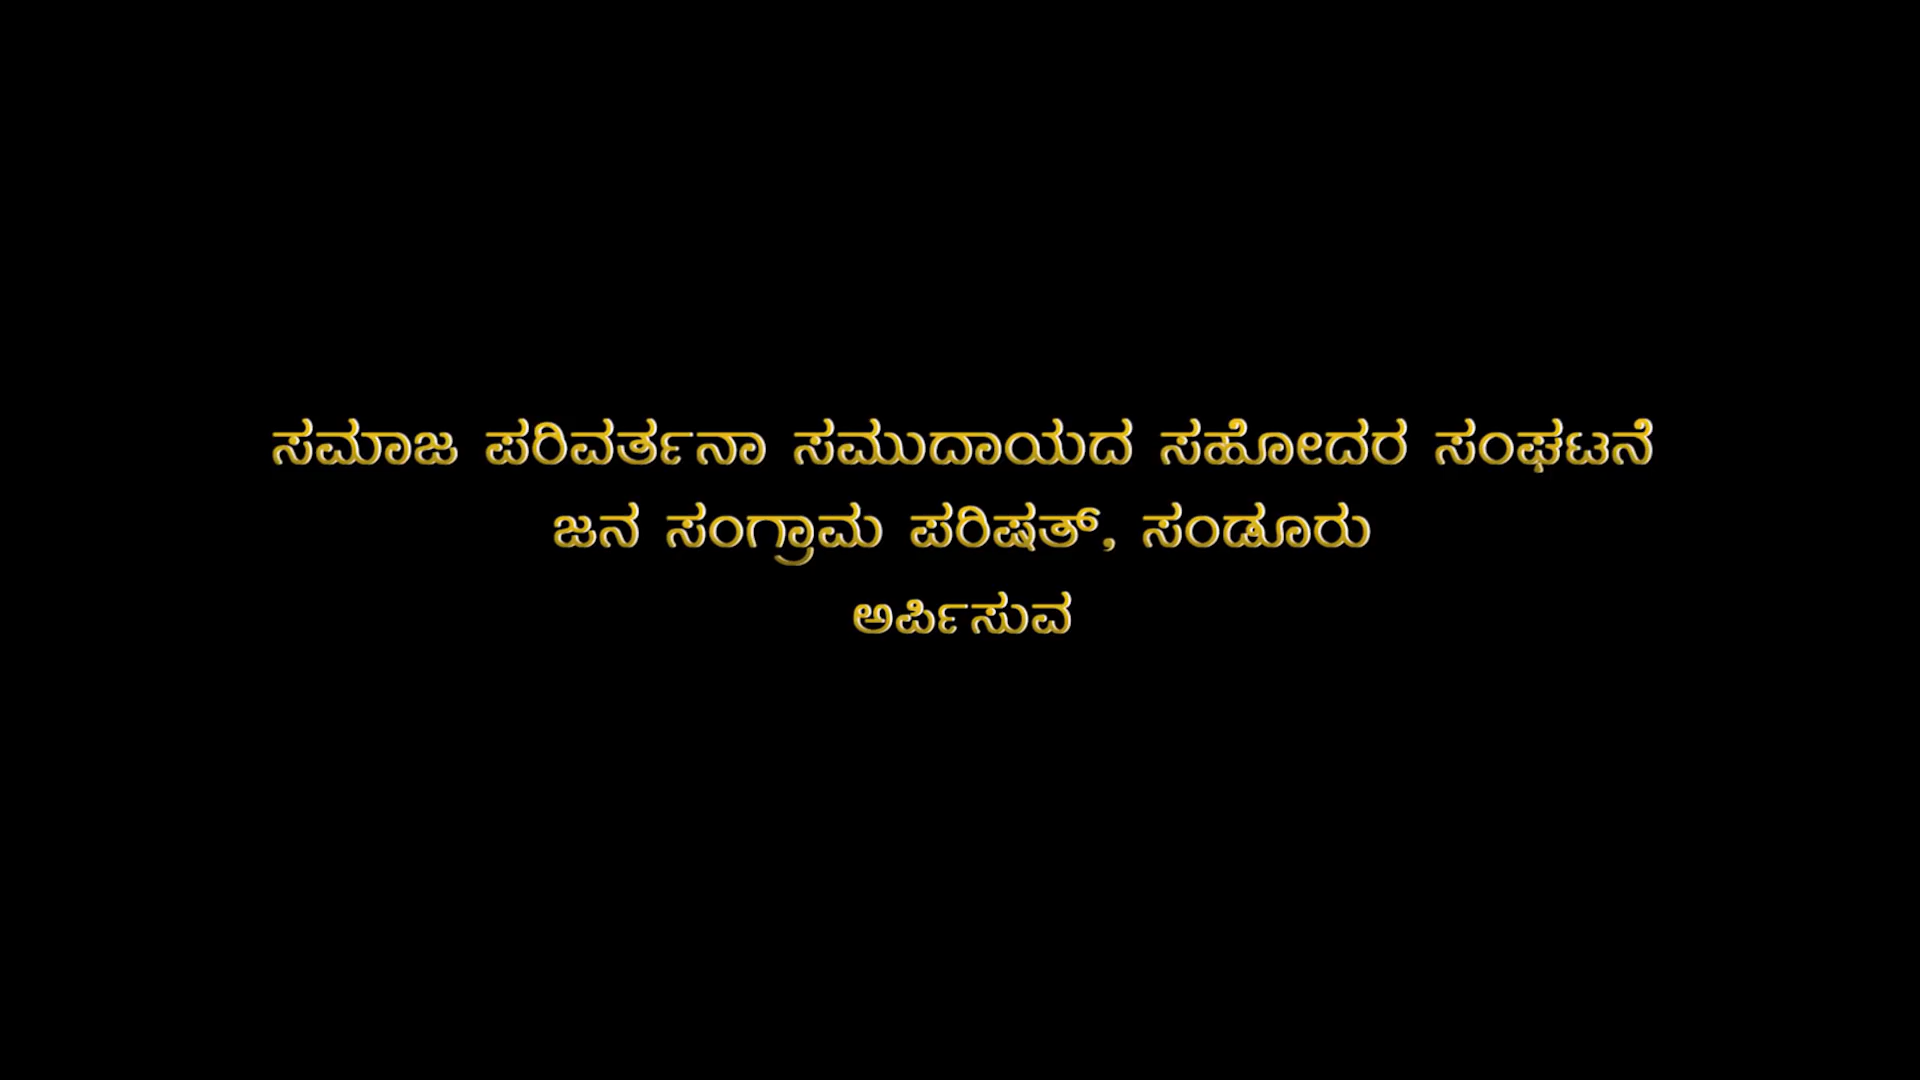 ಸಮಾಜ ಪರಿವರ್ತನಾ ಸಮುದಾಯದ ಸಹೋದರ ಸಂಘಟನೆ
ಜನ ಸಂಗ್ರಾಮ ಪರಿಷತ್, ಸಂಡೂರು
ಅರ್ಪಿಸುವ